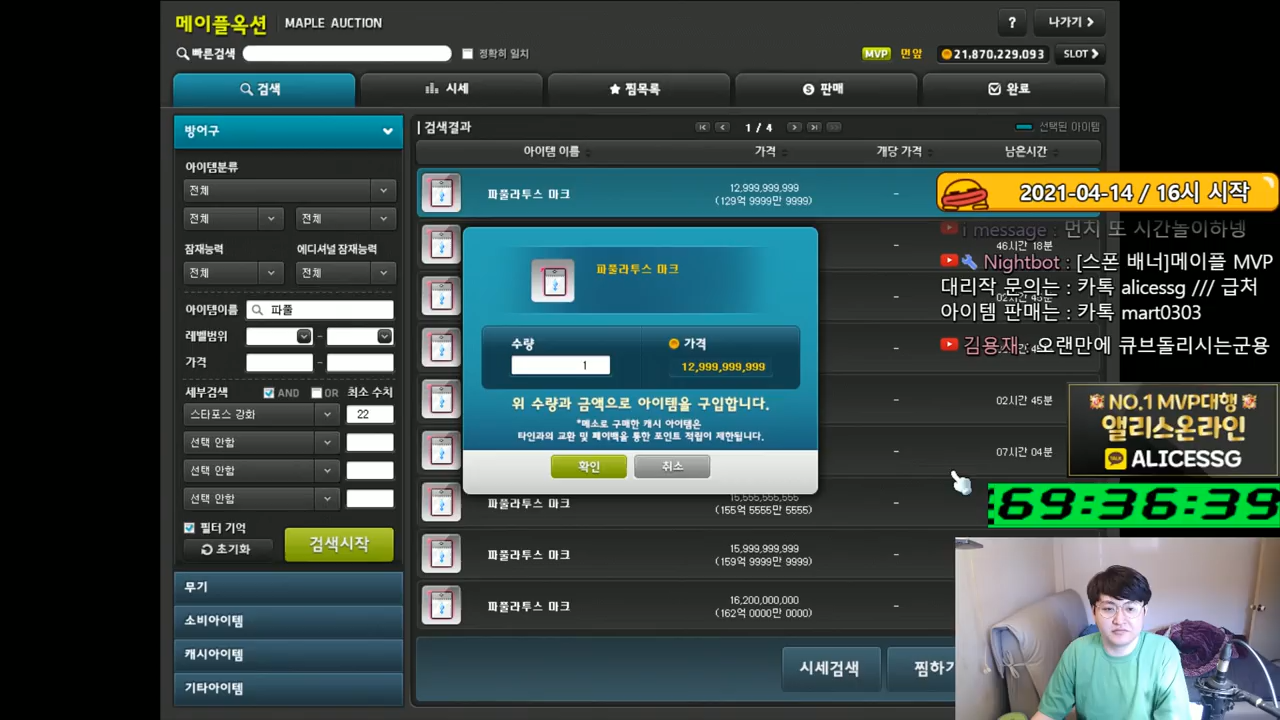 메이플옥션 MAPLE AUCTION
? 나가기
빠른검색 정확히 일치
MVP 면앞 21,870,229,093 SLOT
검색 시세 찜목록 판매 완료
방어구
아이템분류
전체
전체 전체
잠재능력 에디셔널 잠재능력
전체 전체
아이템이름 파풀
레벨범위 -
가격 -
세부검색 AND OR 최소 수치
스타포스 강화 22
선택 안함
선택 안함
선택 안함
필터 기억
초기화 검색시작
무기
소비아이템
캐시아이템
기타아이템
검색결과 1 / 4 선택된 아이템
아이템 이름 가격 개당 가격 남은시간
파풀라투스 마크 12,999,999,999 -
(129억 9999만 9999)
- 46시간 18분
-
-
- 02시간 45분
- 07시간 04분
파풀라투스 마크 15,555,555,555 -
(155억 5555만 5555)
파풀라투스 마크 15,999,999,999 -
(159억 9999만 9999)
파풀라투스 마크 16,200,000,000 -
(162억 0000만 0000)
시세검색
파풀라투스 마크
수량 가격
1 12,999,999,999
위 수량과 금액으로 아이템을 구입합니다.
*메소로 구매한 캐시 아이템은
타인과의 교환 및 페이백을 통한 포인트 적립이 제한됩니다.
확인 취소
2021-04-14 / 16시 시작
i message : 먼치 또 시간놀이하넹
Nightbot : [스폰 배너]메이플 MVP
대리작 문의는 : 카톡 alicessg /// 급처
아이템 판매는 : 카톡 mart0303
김용재 : 오랜만에 큐브돌리시는군용
NO.1 MVP대행
앨리스온라인
TALK ALICESSG
69:36:39